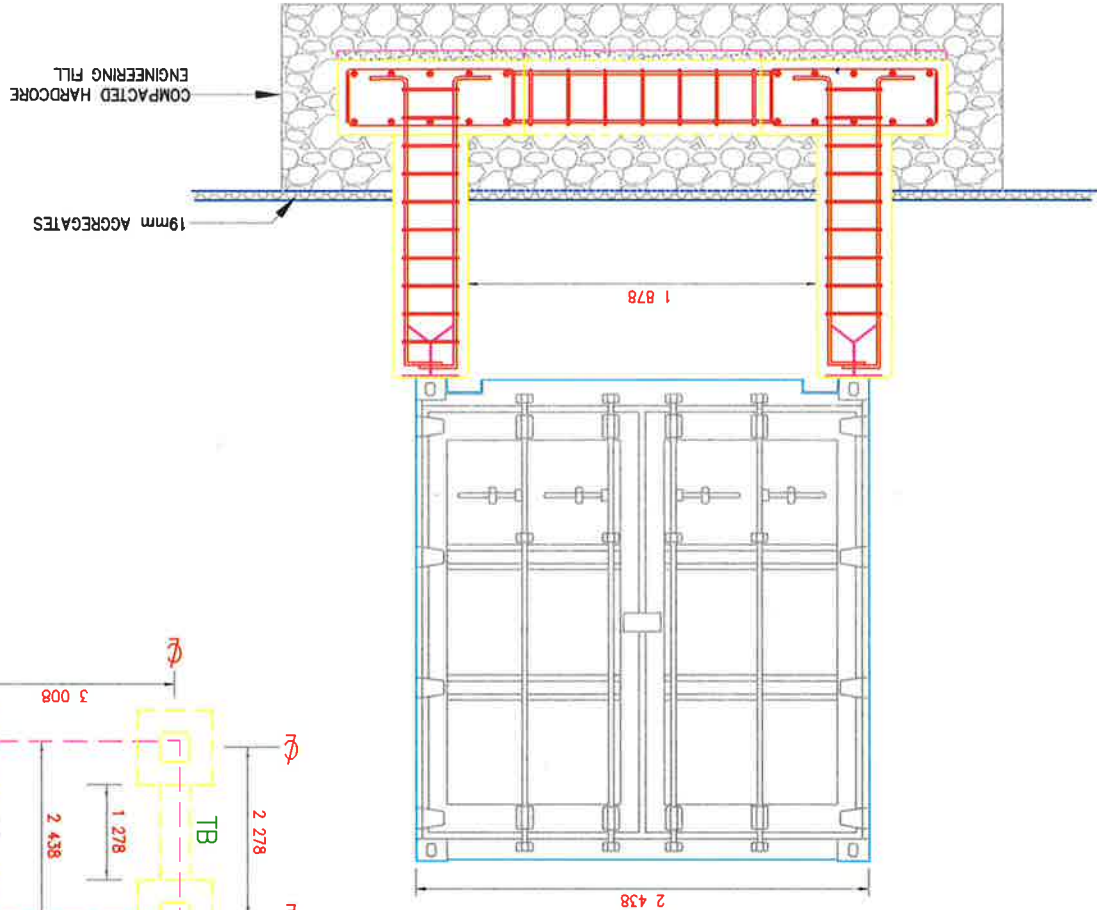 2 438
2 278
TB
1 278
2 438
3 008
1 878
19mm AGGREGATES
COMPACTED HARDCORE
ENGINEERING FILL